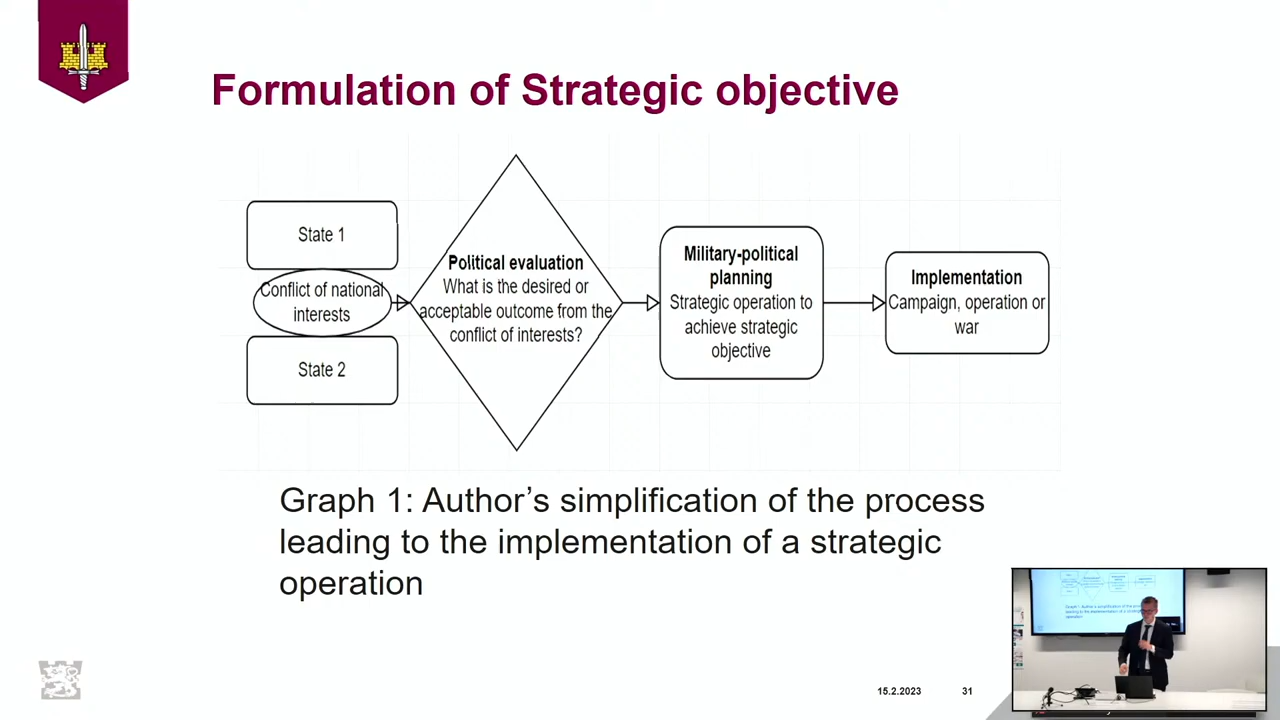 Formulation of Strategic objective
State 1
Conflict of national
interests
State 2
Political evaluation
What is the desired or
acceptable outcome from the
conflict of interests?
Military-political
planning
Strategic operation to
achieve strategic
objective
Implementation
Campaign, operation or
war
Graph 1: Author’s simplification of the process
leading to the implementation of a strategic
operation
15.2.2023
31